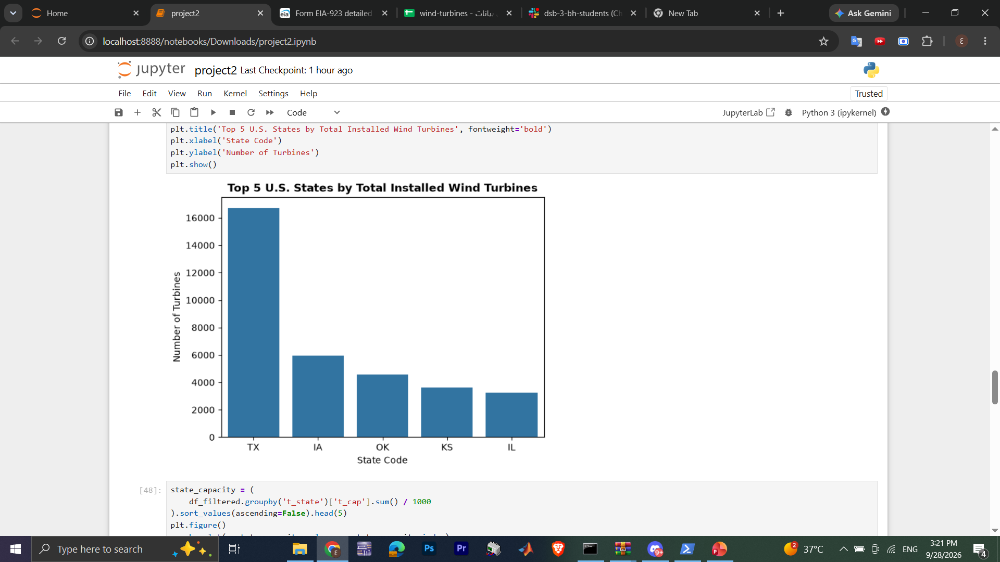 Home
project2
eia
Form EIA-923 detailed
wind-turbines - بيانات
dsb-3-bh-students (Ch
New Tab
Ask Gemini
localhost:8888/notebooks/Downloads/project2.ipynb
jupyter project2 Last Checkpoint: 1 hour ago
File Edit View Run Kernel Settings Help
Trusted
Code
JupyterLab
Python 3 (ipykernel)
plt.title('Top 5 U.S. States by Total Installed Wind Turbines', fontweight='bold')
plt.xlabel('State Code')
plt.ylabel('Number of Turbines')
plt.show()
Top 5 U.S. States by Total Installed Wind Turbines
16000
14000
12000
10000
8000
6000
4000
2000
0
Number of Turbines
TX IA OK KS IL
State Code
[48]:
state_capacity = (
df_filtered.groupby('t_state')['t_cap'].sum() / 1000
).sort_values(ascending=False).head(5)
plt.figure()
Type here to search
Ps
Pr
9+
2
37°C
ENG
3:21 PM
9/28/2026
4